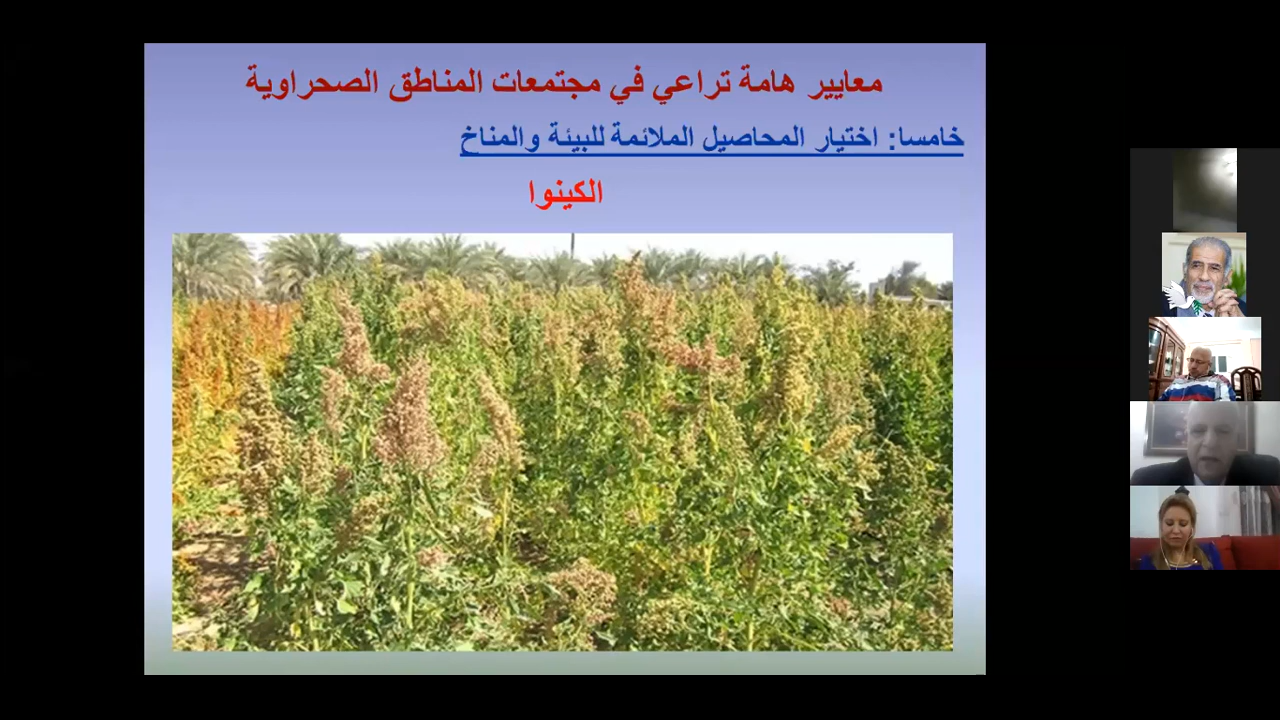 معايير هامة تراعي في مجتمعات المناطق الصحراوية
خامسا: اختيار المحاصيل الملائمة للبيئة والمناخ
الكينوا